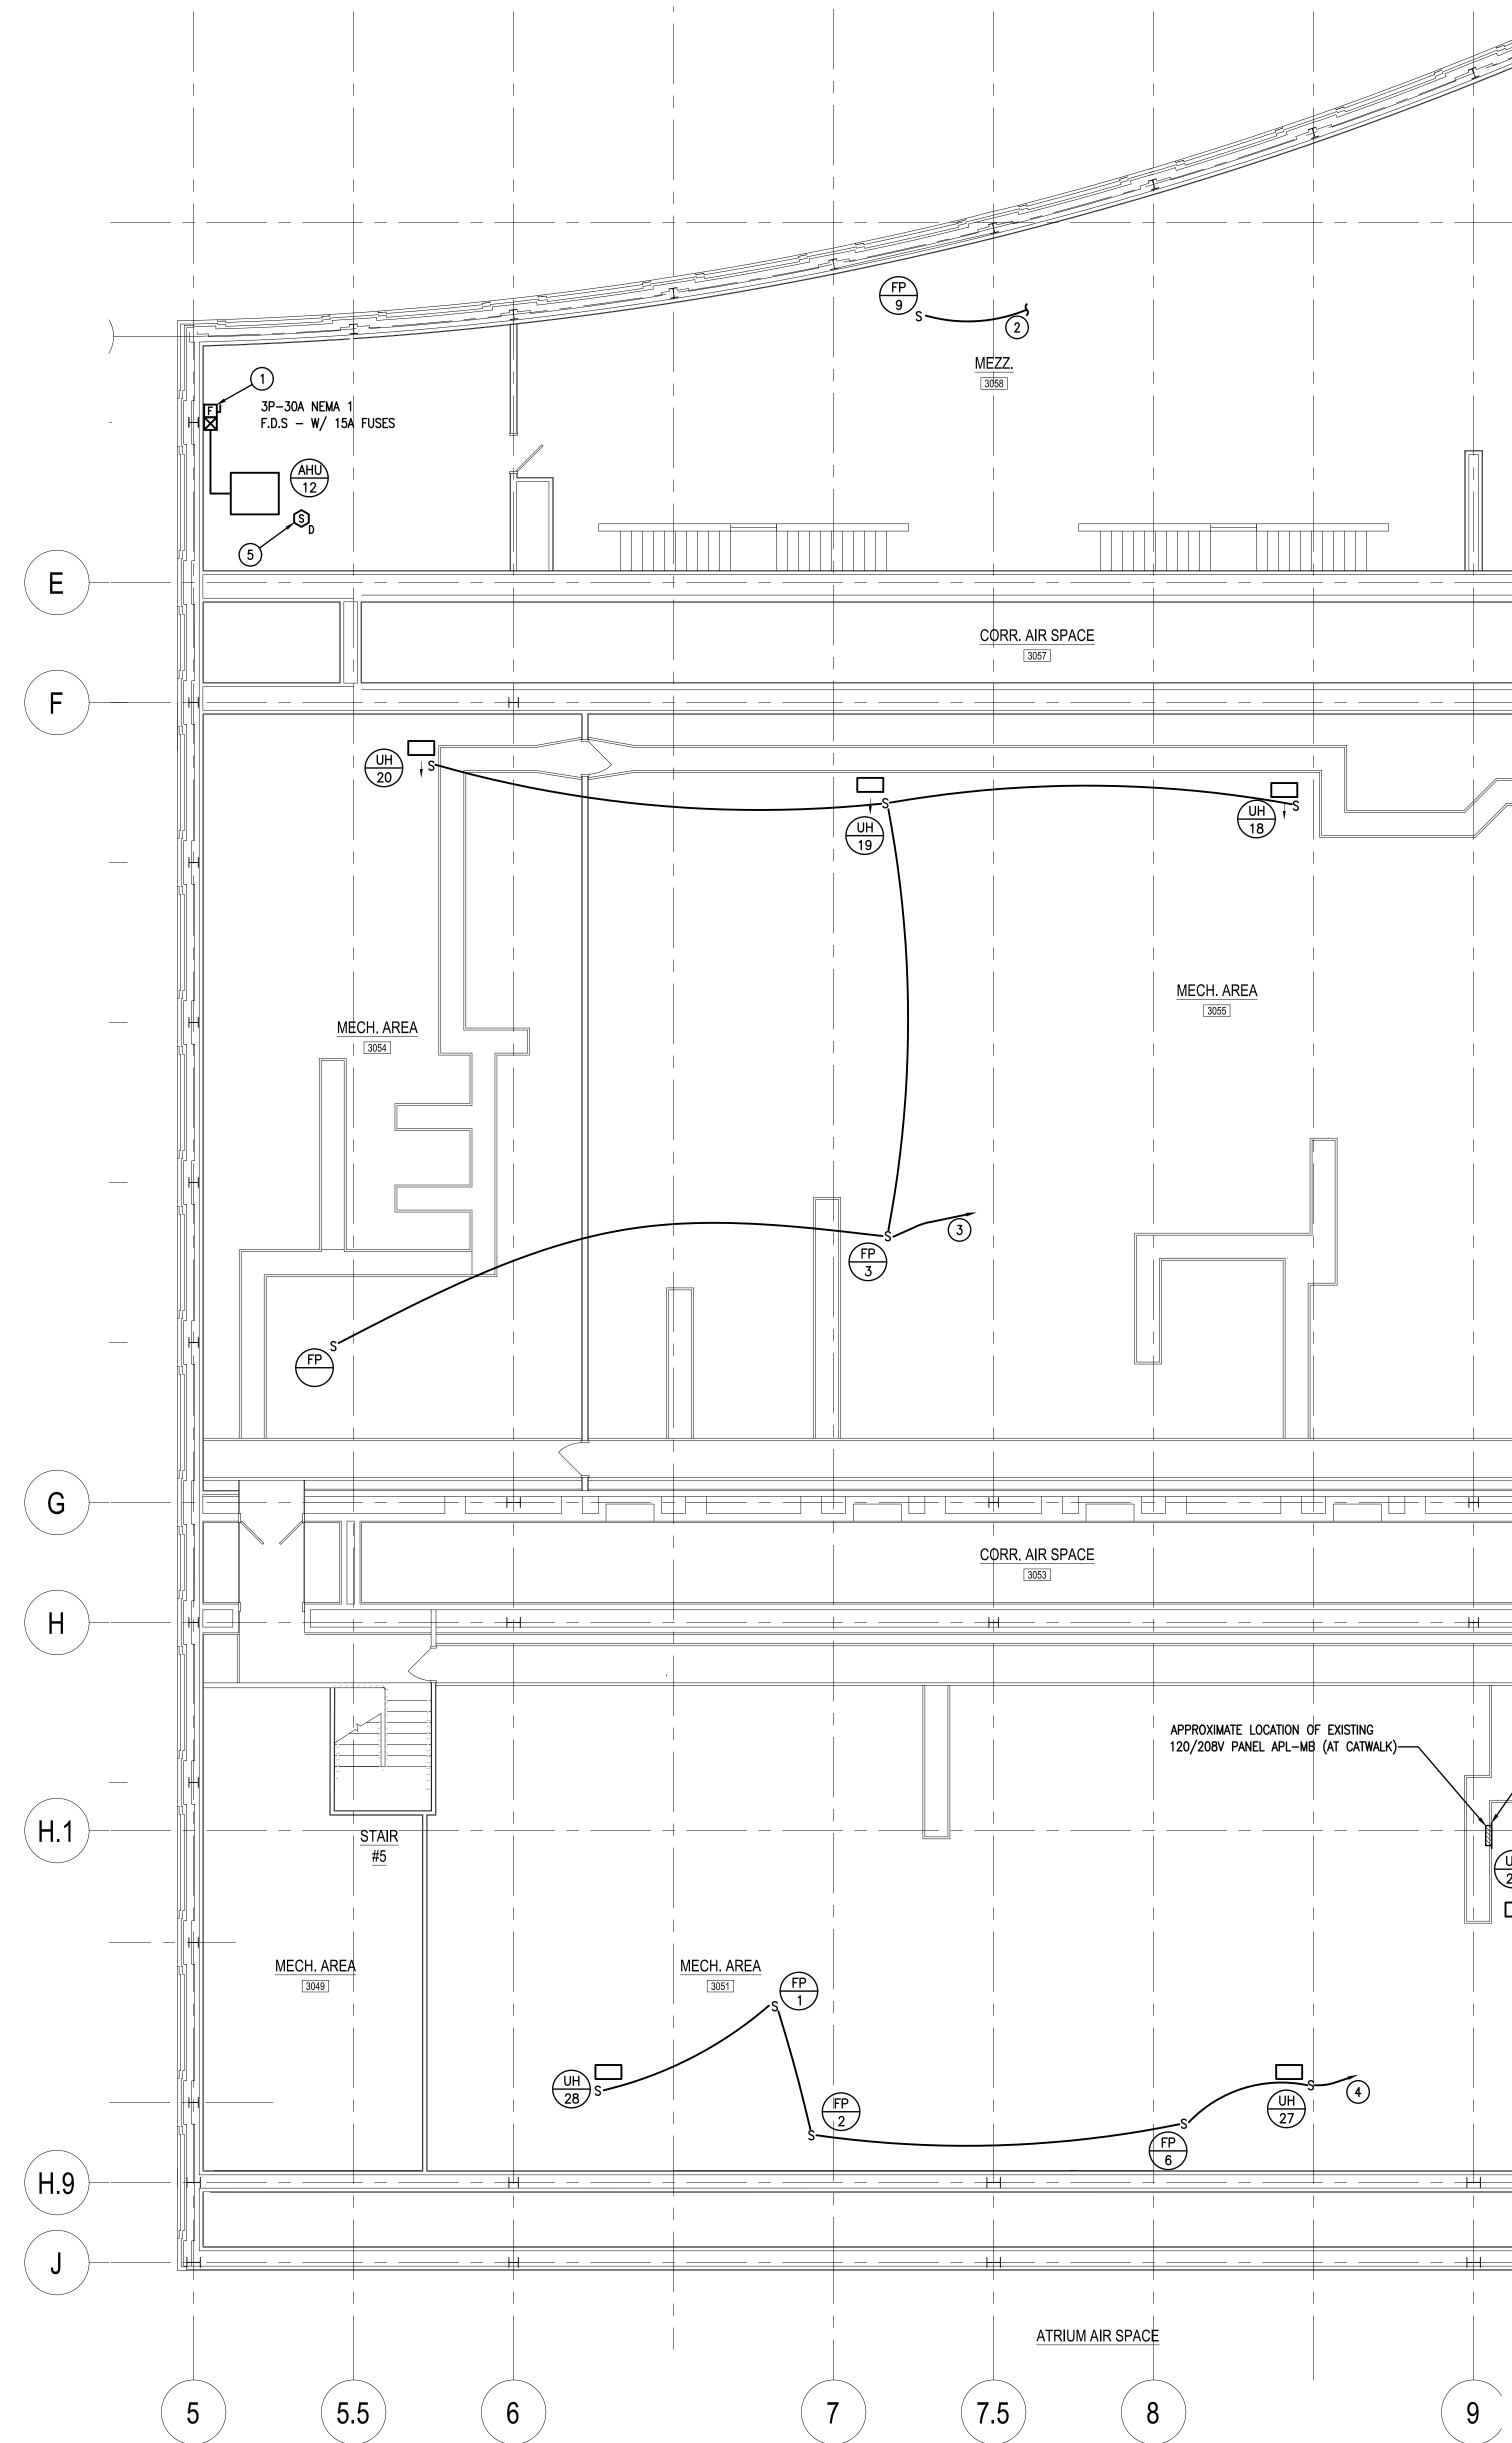 FP
9
S
2
MEZZ.
3058
1
F
3P-30A NEMA 1
F.D.S - W/ 15A FUSES
AHU
12
S
D
5
E
CORR. AIR SPACE
3057
F
UH
20
S
UH
19
S
UH
18
S
MECH. AREA
3054
MECH. AREA
3055
S
3
FP
3
S
FP
G
CORR. AIR SPACE
3053
H
APPROXIMATE LOCATION OF EXISTING
120/208V PANEL APL-MB (AT CATWALK)
H.1
STAIR
#5
U
2
MECH. AREA
3049
MECH. AREA
3051
FP
1
S
UH
28
S
FP
2
S
S
FP
6
UH
27
S
4
H.9
J
ATRIUM AIR SPACE
5
5.5
6
7
7.5
8
9